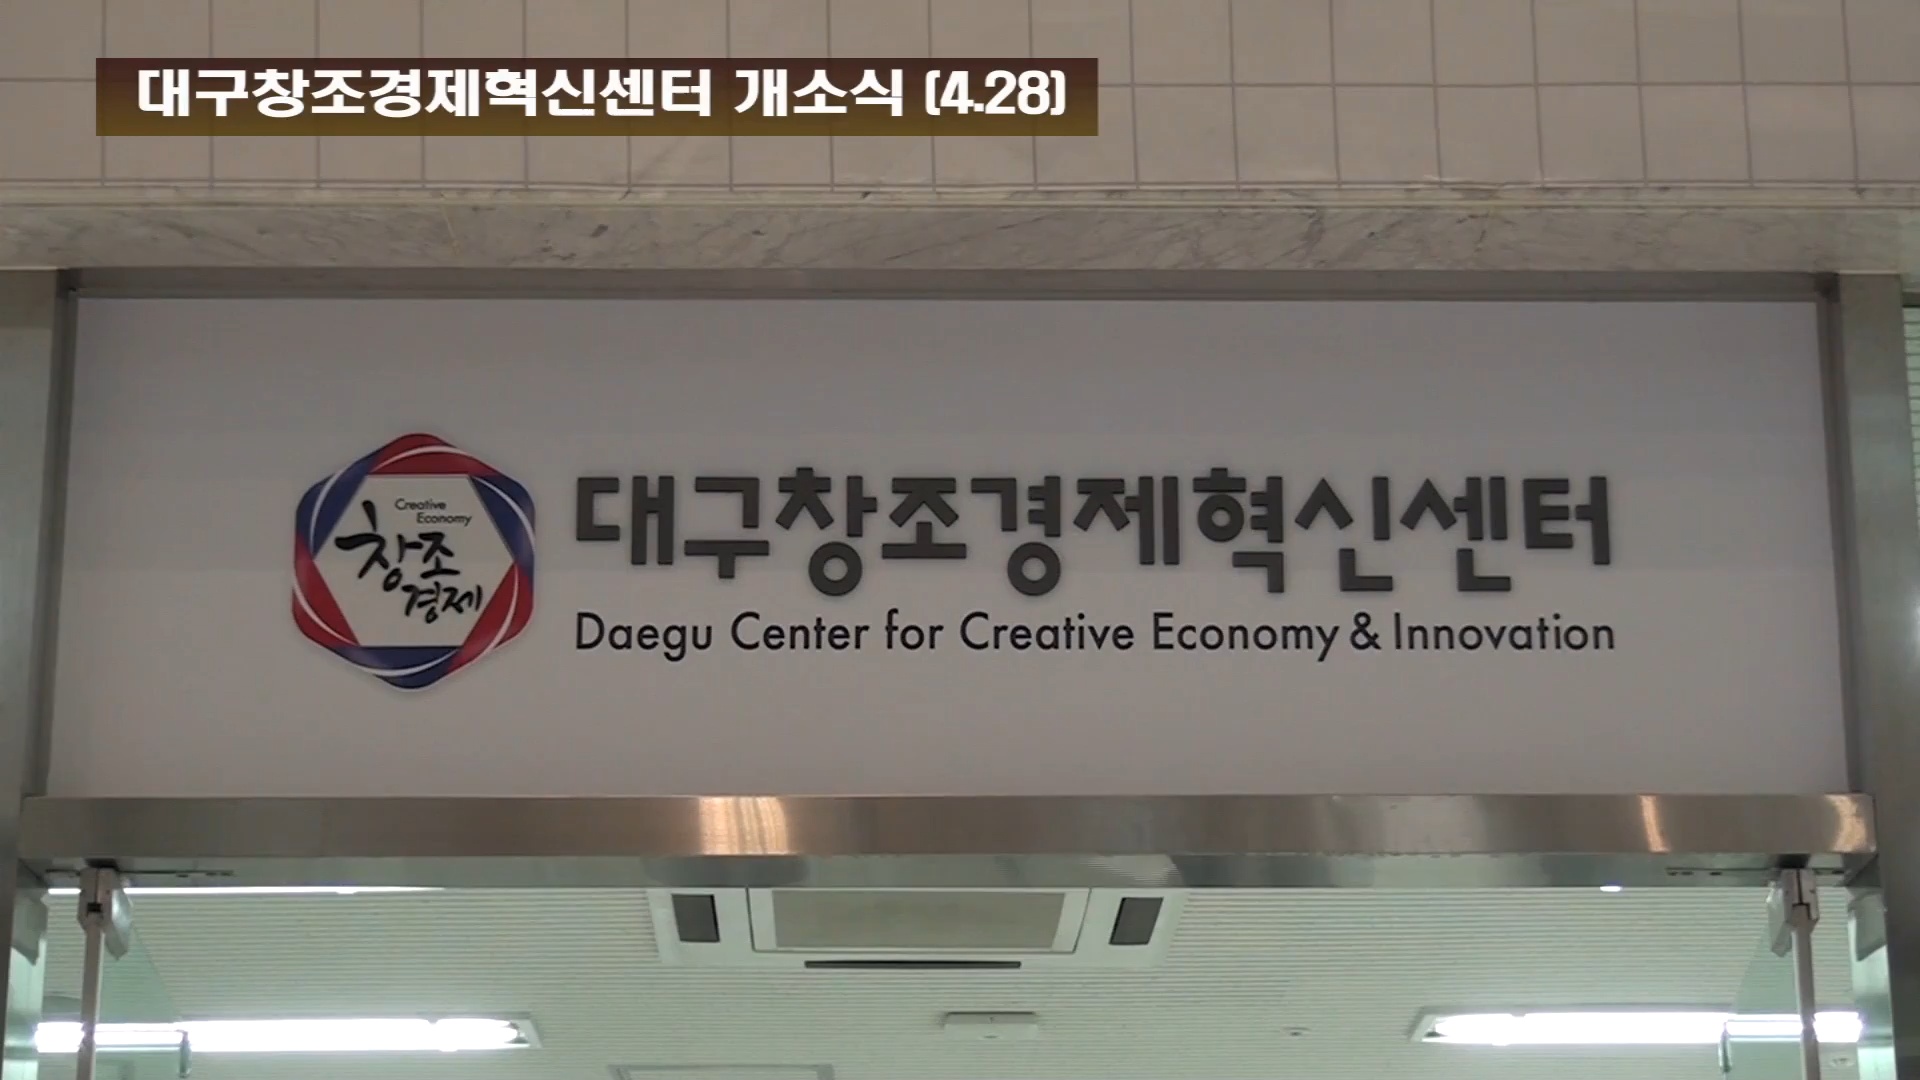 대구창조경제혁신센터 개소식 (4.28)
Creative
Economy
창조
경제
대구창조경제혁신센터
Daegu Center for Creative Economy & Innovation